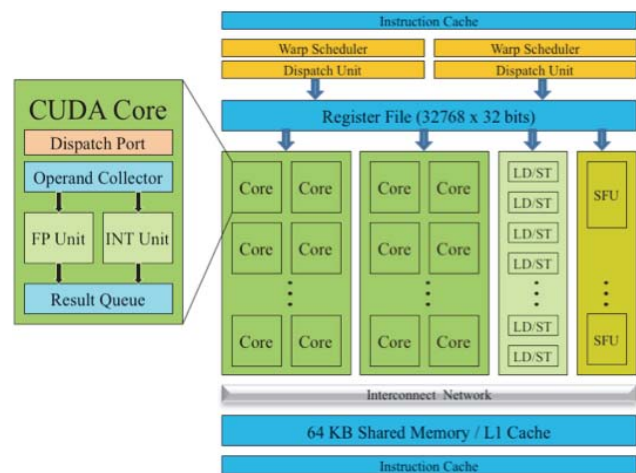 Instruction Cache
Warp Scheduler Warp Scheduler
Dispatch Unit Dispatch Unit
Register File (32768 x 32 bits)
CUDA Core
Dispatch Port
Operand Collector
FP Unit INT Unit
Result Queue
Core Core Core Core LD/ST SFU
LD/ST
Core Core Core Core LD/ST
LD/ST
Core Core Core Core LD/ST SFU
LD/ST
Interconnect Network
64 KB Shared Memory / L1 Cache
Instruction Cache